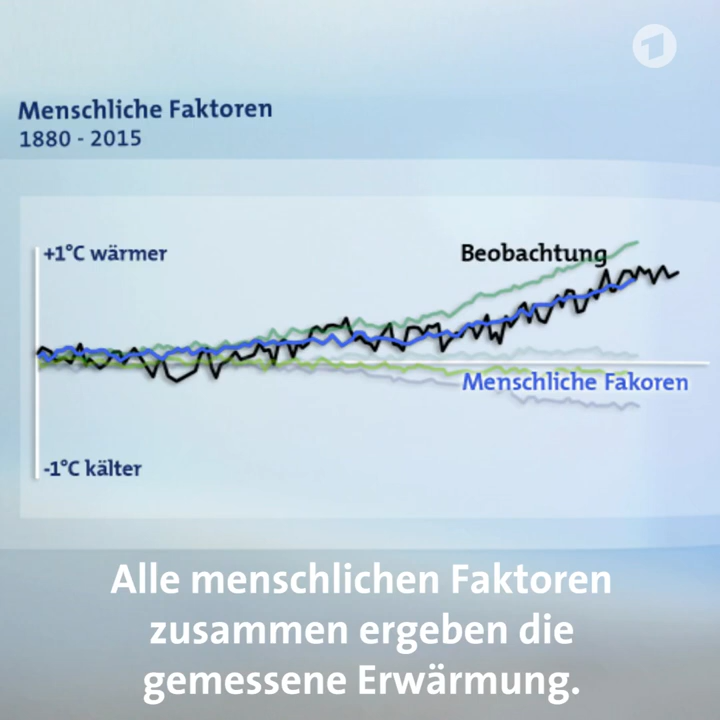 Menschliche Faktoren
1880 - 2015
+1°C wärmer
Beobachtung
Menschliche Fakoren
-1°C kälter
Alle menschlichen Faktoren
zusammen ergeben die
gemessene Erwärmung.